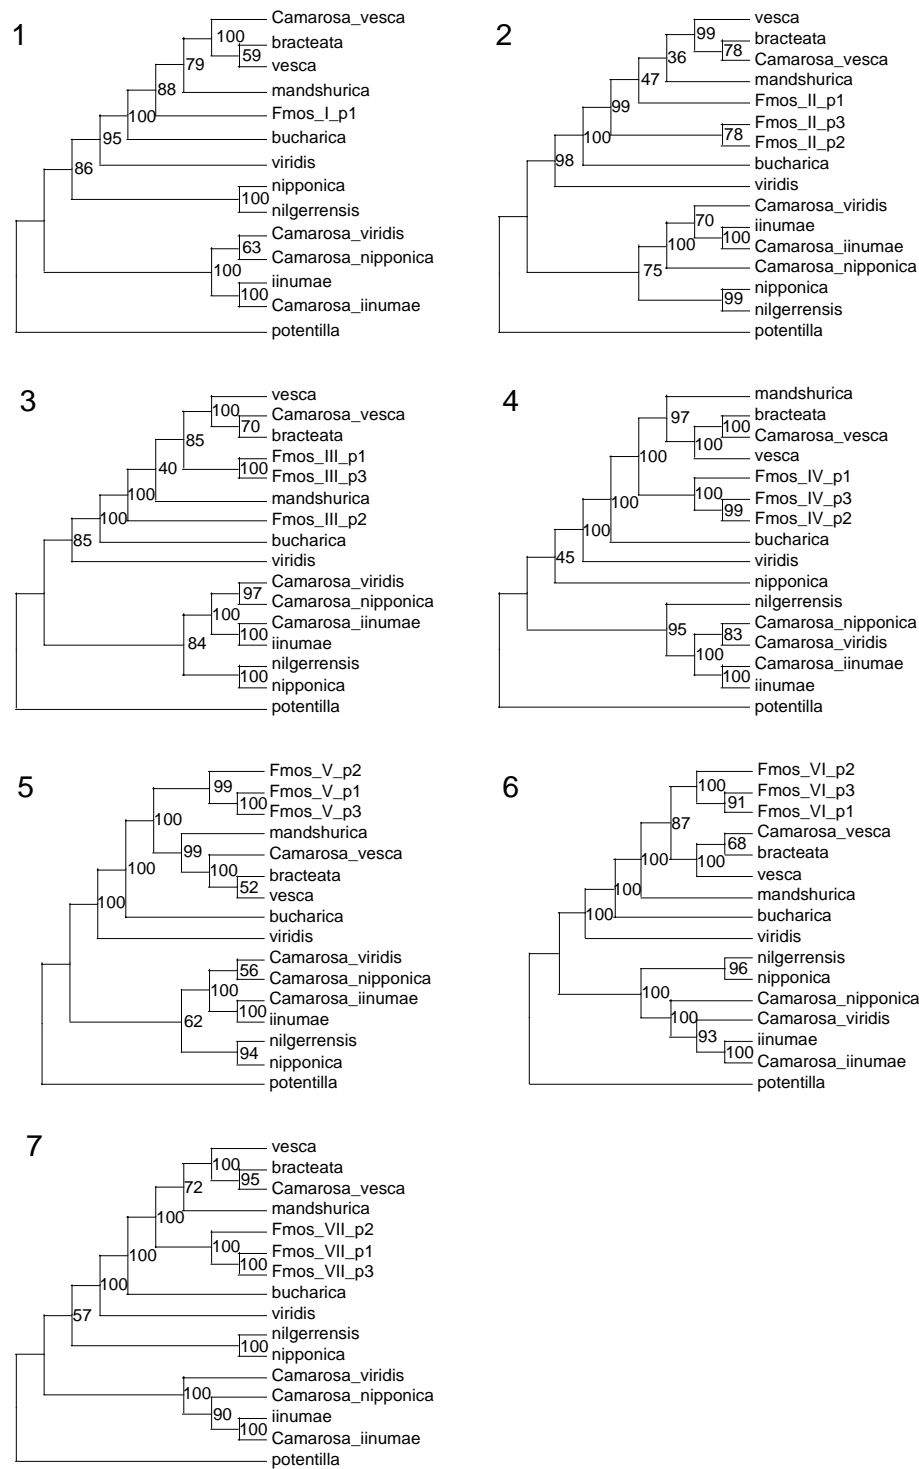 1
Camarosa_vesca
100
bracteata
59
vesca
79
mandshurica
88
Fmos_I_p1
100
bucharica
95
viridis
86
nipponica
100
nilgerrensis
Camarosa_viridis
63
Camarosa_nipponica
100
iinumae
100
Camarosa_iinumae
potentilla
2
vesca
99
bracteata
78
Camarosa_vesca
36
mandshurica
47
Fmos_II_p1
99
Fmos_II_p3
78
Fmos_II_p2
100
bucharica
98
viridis
Camarosa_viridis
70
iinumae
100
Camarosa_iinumae
100
Camarosa_nipponica
75
nipponica
99
nilgerrensis
potentilla
3
vesca
100
Camarosa_vesca
70
bracteata
85
Fmos_III_p1
100
Fmos_III_p3
40
mandshurica
100
Fmos_III_p2
100
bucharica
85
viridis
Camarosa_viridis
97
Camarosa_nipponica
100
Camarosa_iinumae
100
iinumae
84
nilgerrensis
100
nipponica
potentilla
4
mandshurica
97
bracteata
100
Camarosa_vesca
100
vesca
100
Fmos_IV_p1
100
Fmos_IV_p3
99
Fmos_IV_p2
100
bucharica
100
viridis
45
nipponica
nilgerrensis
95
Camarosa_nipponica
83
Camarosa_viridis
100
Camarosa_iinumae
100
iinumae
potentilla
5
Fmos_V_p2
99
Fmos_V_p1
100
Fmos_V_p3
100
mandshurica
99
Camarosa_vesca
100
bracteata
52
vesca
100
bucharica
100
viridis
Camarosa_viridis
56
Camarosa_nipponica
100
Camarosa_iinumae
100
iinumae
62
nilgerrensis
94
nipponica
potentilla
6
Fmos_VI_p2
100
Fmos_VI_p3
91
Fmos_VI_p1
87
Camarosa_vesca
68
bracteata
100
vesca
100
mandshurica
100
bucharica
100
viridis
nilgerrensis
96
nipponica
100
Camarosa_nipponica
100
Camarosa_viridis
93
iinumae
100
Camarosa_iinumae
potentilla
7
vesca
100
bracteata
95
Camarosa_vesca
72
mandshurica
100
Fmos_VII_p2
100
Fmos_VII_p1
100
Fmos_VII_p3
100
bucharica
100
viridis
57
nilgerrensis
100
nipponica
Camarosa_viridis
100
Camarosa_nipponica
90
iinumae
100
Camarosa_iinumae
potentilla